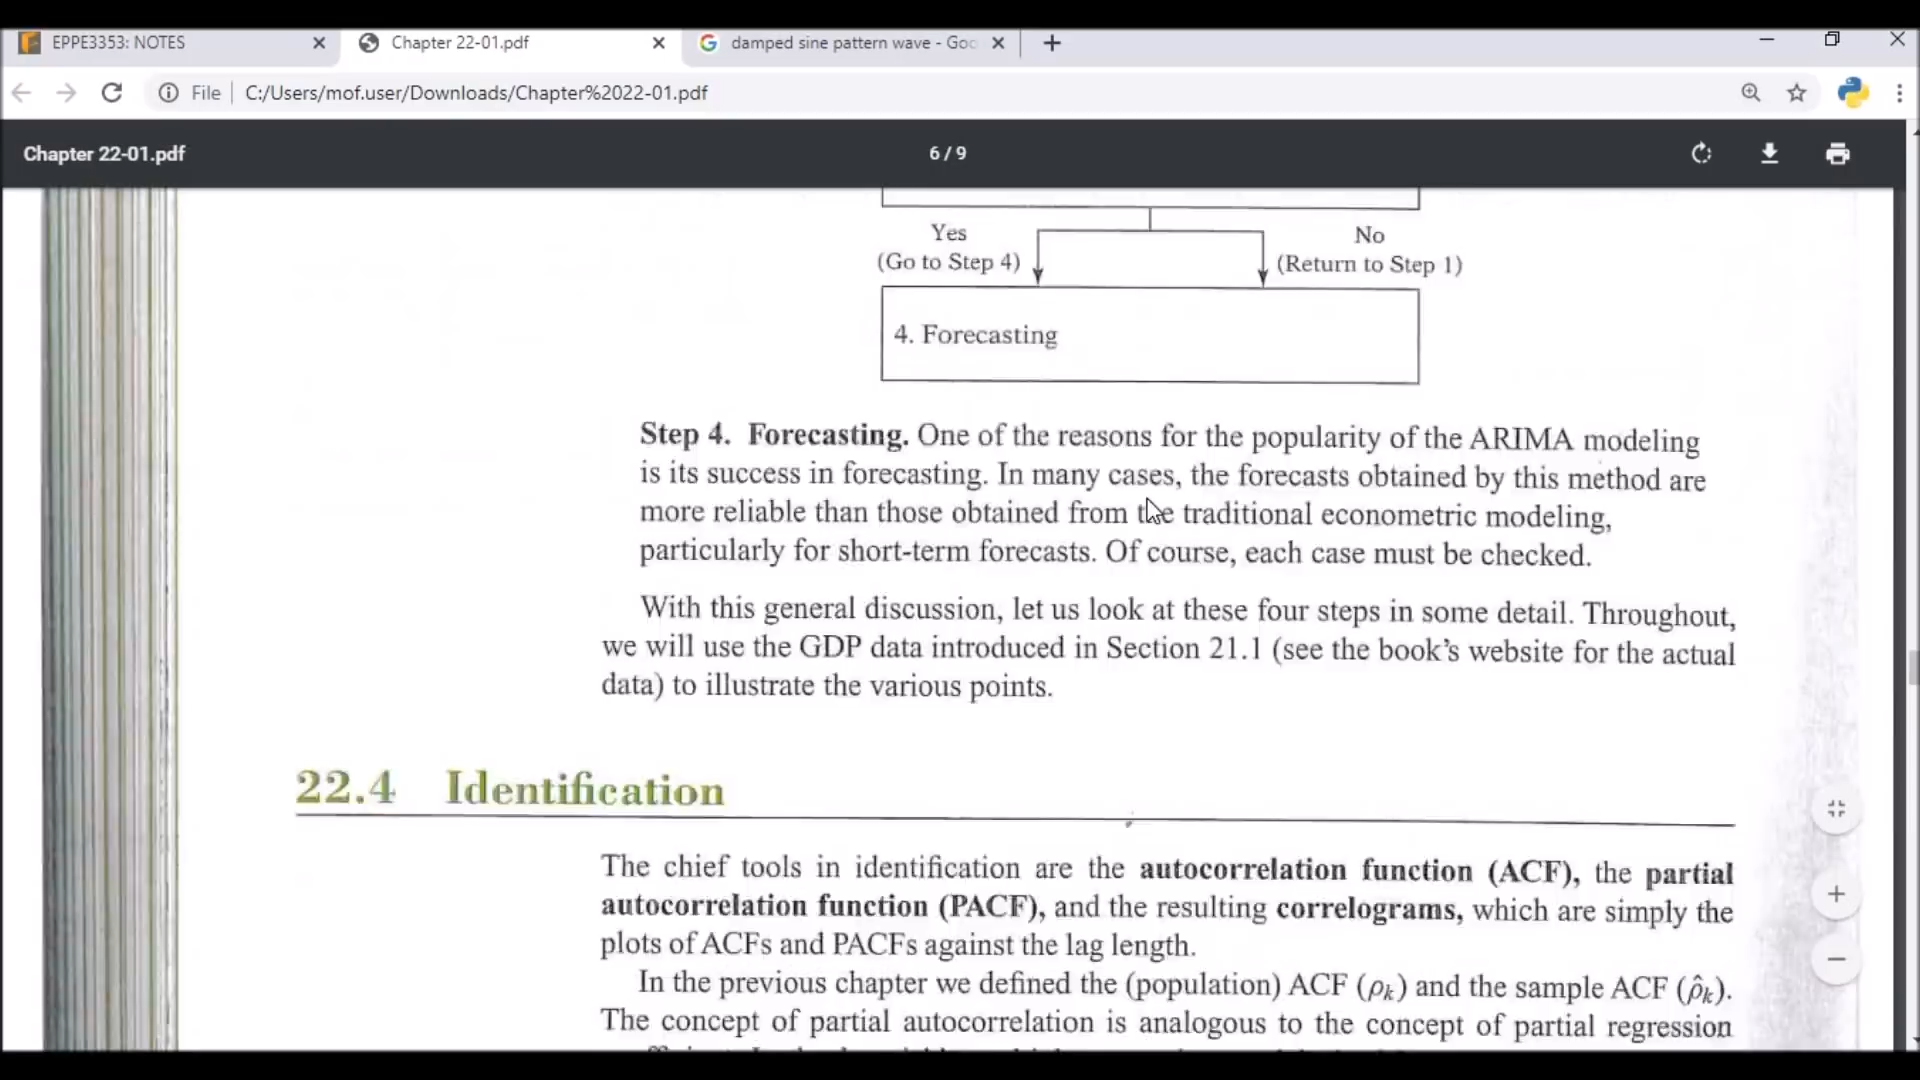 EPPE3353: NOTES
Chapter 22-01.pdf
damped sine pattern wave - Goo
File
C:/Users/mof.user/Downloads/Chapter%2022-01.pdf
Chapter 22-01.pdf
6 / 9
Yes
(Go to Step 4)
No
(Return to Step 1)
4. Forecasting
Step 4. Forecasting. One of the reasons for the popularity of the ARIMA modeling
is its success in forecasting. In many cases, the forecasts obtained by this method are
more reliable than those obtained from the traditional econometric modeling,
particularly for short-term forecasts. Of course, each case must be checked.
With this general discussion, let us look at these four steps in some detail. Throughout,
we will use the GDP data introduced in Section 21.1 (see the book's website for the actual
data) to illustrate the various points.
22.4 Identification
The chief tools in identification are the autocorrelation function (ACF), the partial
autocorrelation function (PACF), and the resulting correlograms, which are simply the
plots of ACFs and PACFs against the lag length.
In the previous chapter we defined the (population) ACF (ρk) and the sample ACF (ρ̂k).
The concept of partial autocorrelation is analogous to the concept of partial regression